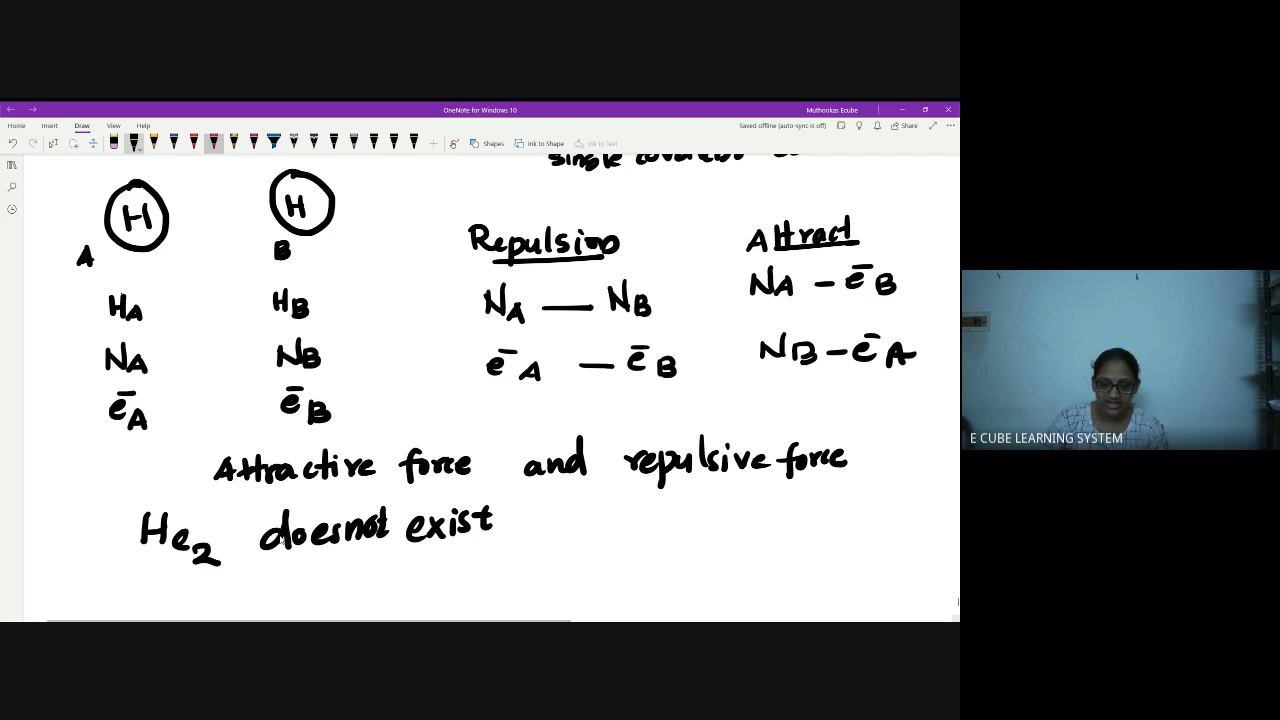 OneNote for Windows 10
Muthookas Ecube
Home Insert Draw View Help
Saved offline (auto-sync is off)
Share
Shapes
Ink to Shape
Ink to Text
single
H H
A B
Repulsion Attract
HA HB NA — NB NA - e̅B
NA NB e̅A — e̅B NB - e̅A
e̅A e̅B
Attractive force and repulsive force
He2 doesnot exist
E CUBE LEARNING SYSTEM